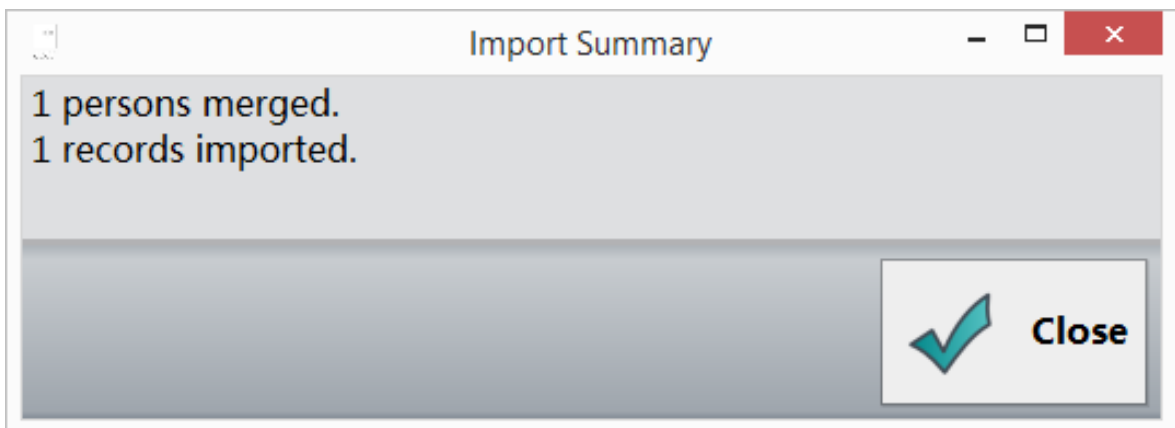 Import Summary
1 persons merged.
1 records imported.
Close